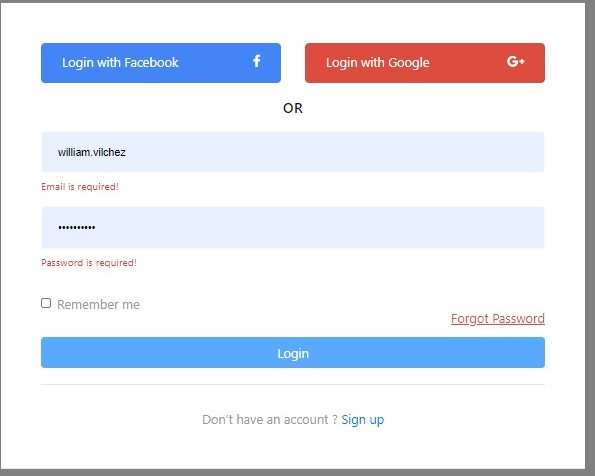 Login with Facebook f
Login with Google G+
OR
william.vilchez
Email is required!
••••••••••
Password is required!
Remember me
Forgot Password
Login
Don't have an account ? Sign up